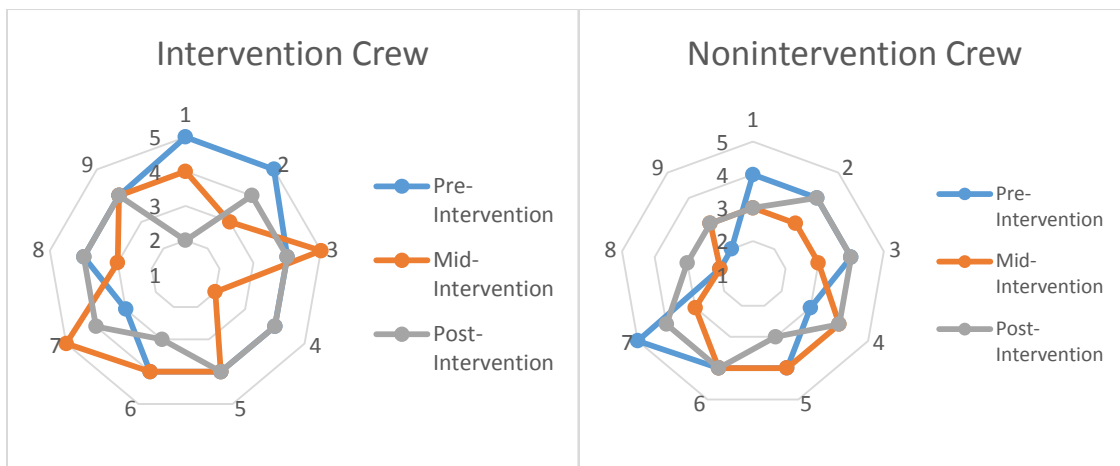 Intervention Crew
1
5
9
2
4
3
2
8
1
3
7
4
6
5
Pre-
Intervention
Mid-
Intervention
Post-
Intervention
Nonintervention Crew
1
5
9
2
4
3
2
8
1
3
7
4
6
5
Pre-
Intervention
Mid-
Intervention
Post-
Intervention